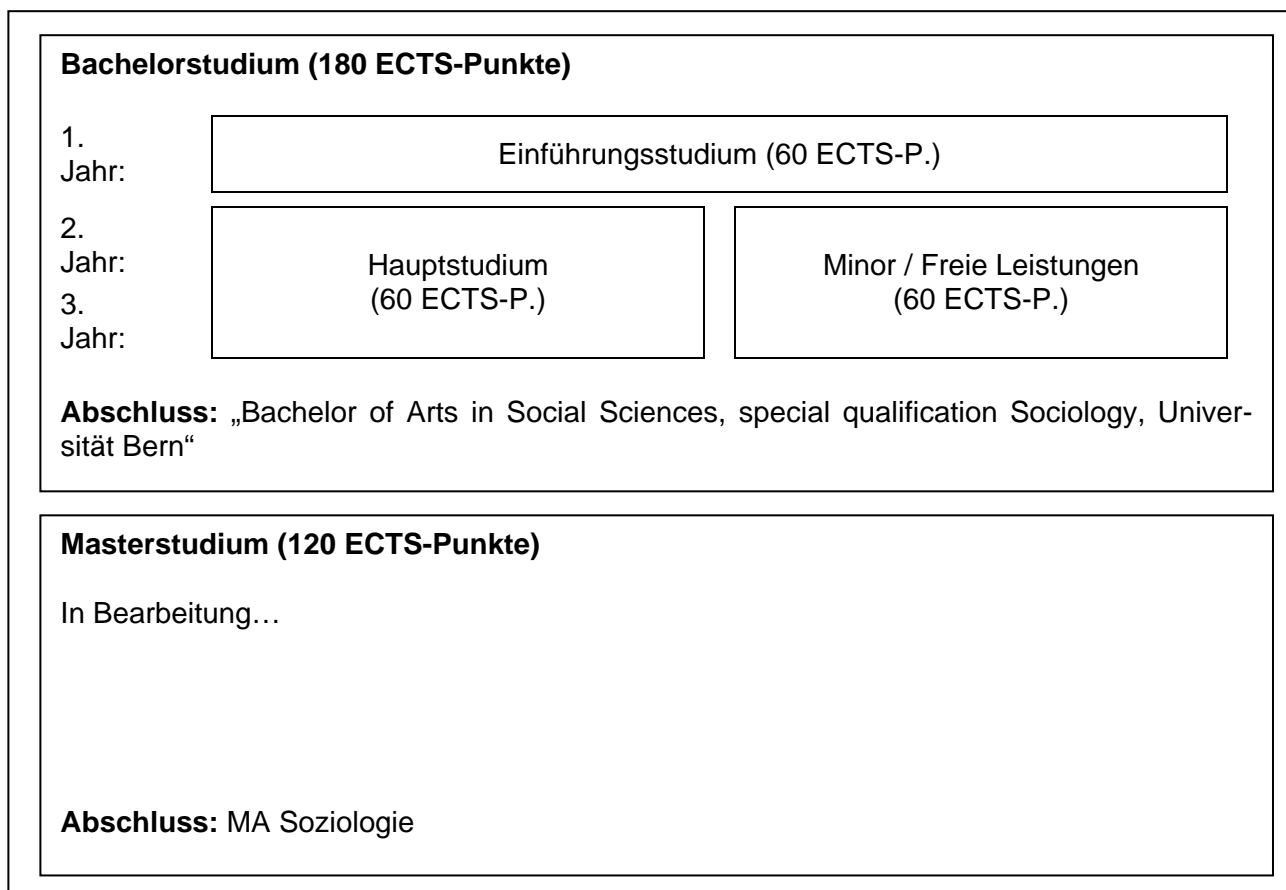 Bachelorstudium (180 ECTS-Punkte)
1.
Jahr:
Einführungsstudium (60 ECTS-P.)
2.
Jahr:
3.
Jahr:
Hauptstudium
(60 ECTS-P.)
Minor / Freie Leistungen
(60 ECTS-P.)
Abschluss: „Bachelor of Arts in Social Sciences, special qualification Sociology, Univer-
sität Bern“
Masterstudium (120 ECTS-Punkte)
In Bearbeitung…
Abschluss: MA Soziologie